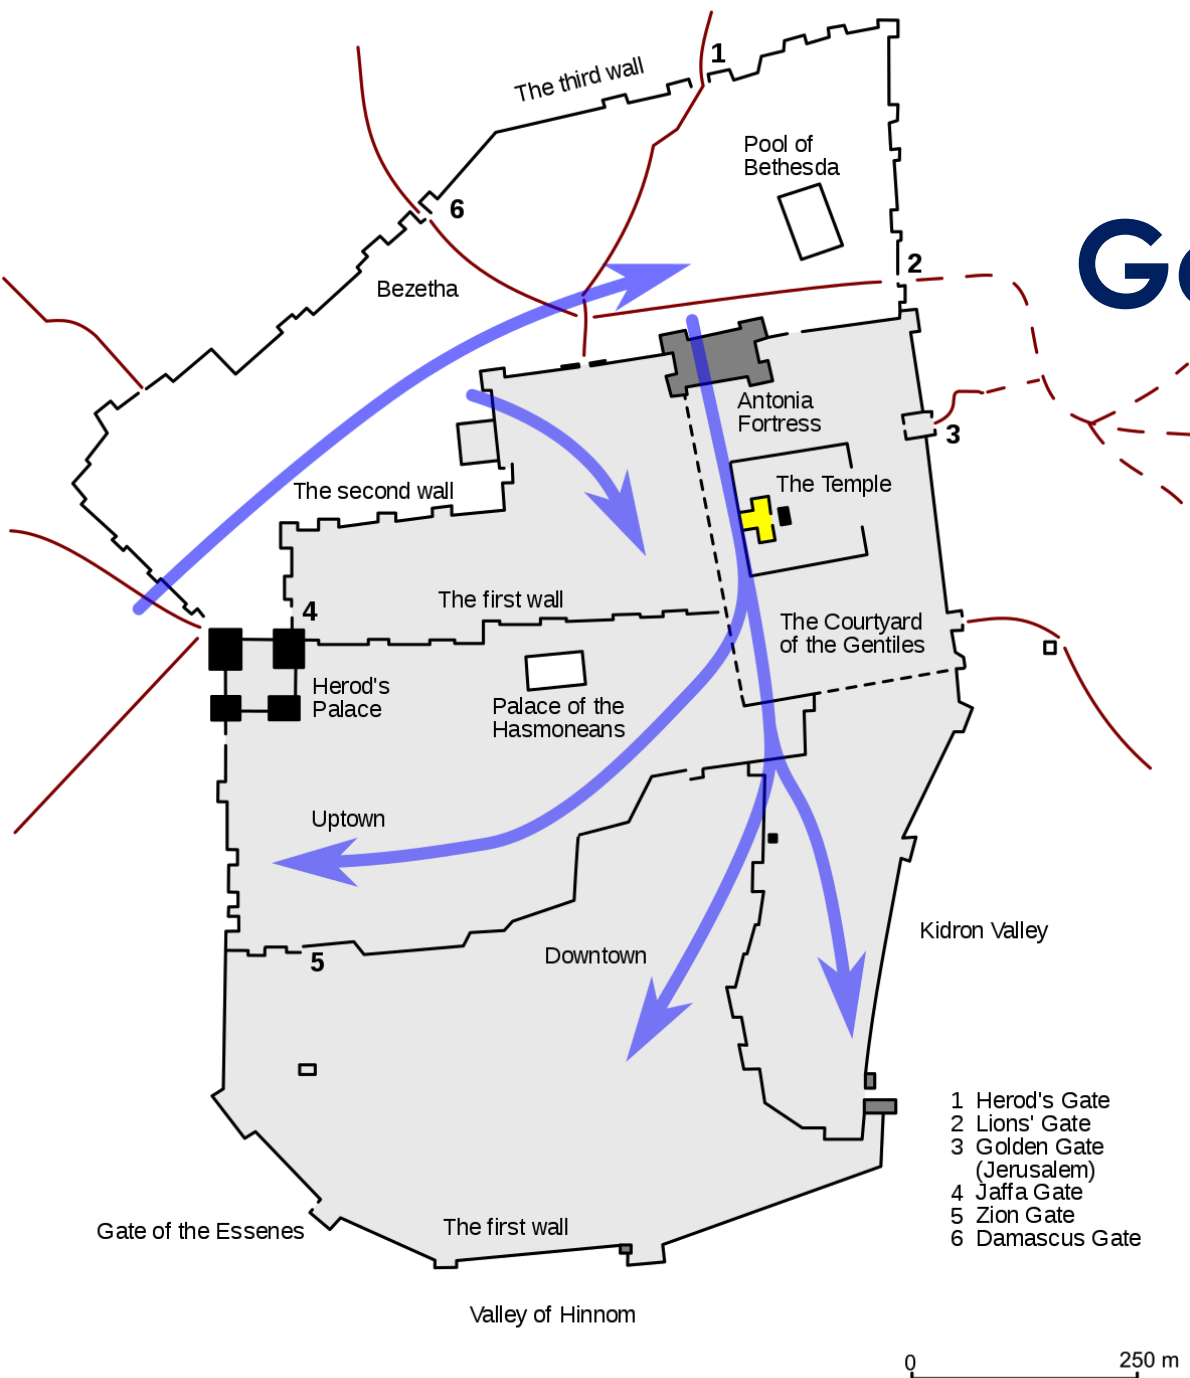 1
The third wall
Pool of
Bethesda
6
2
Bezetha
Antonia
Fortress
3
The Temple
The second wall
The first wall
4
The Courtyard
of the Gentiles
Herod's
Palace
Palace of the
Hasmoneans
Uptown
Kidron Valley
Downtown
5
1 Herod's Gate
2 Lions' Gate
3 Golden Gate
(Jerusalem)
4 Jaffa Gate
5 Zion Gate
6 Damascus Gate
Gate of the Essenes
The first wall
Valley of Hinnom
0 250 m